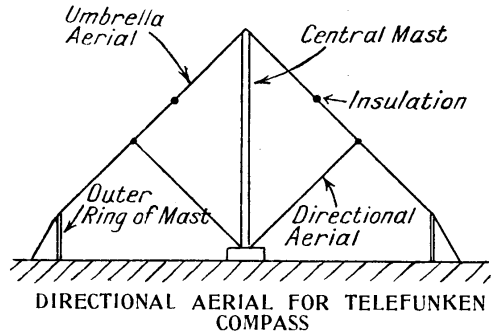 Umbrella
Aerial
Central Mast
Insulation
Outer
Ring of Mast
Directional
Aerial
DIRECTIONAL AERIAL FOR TELEFUNKEN
COMPASS